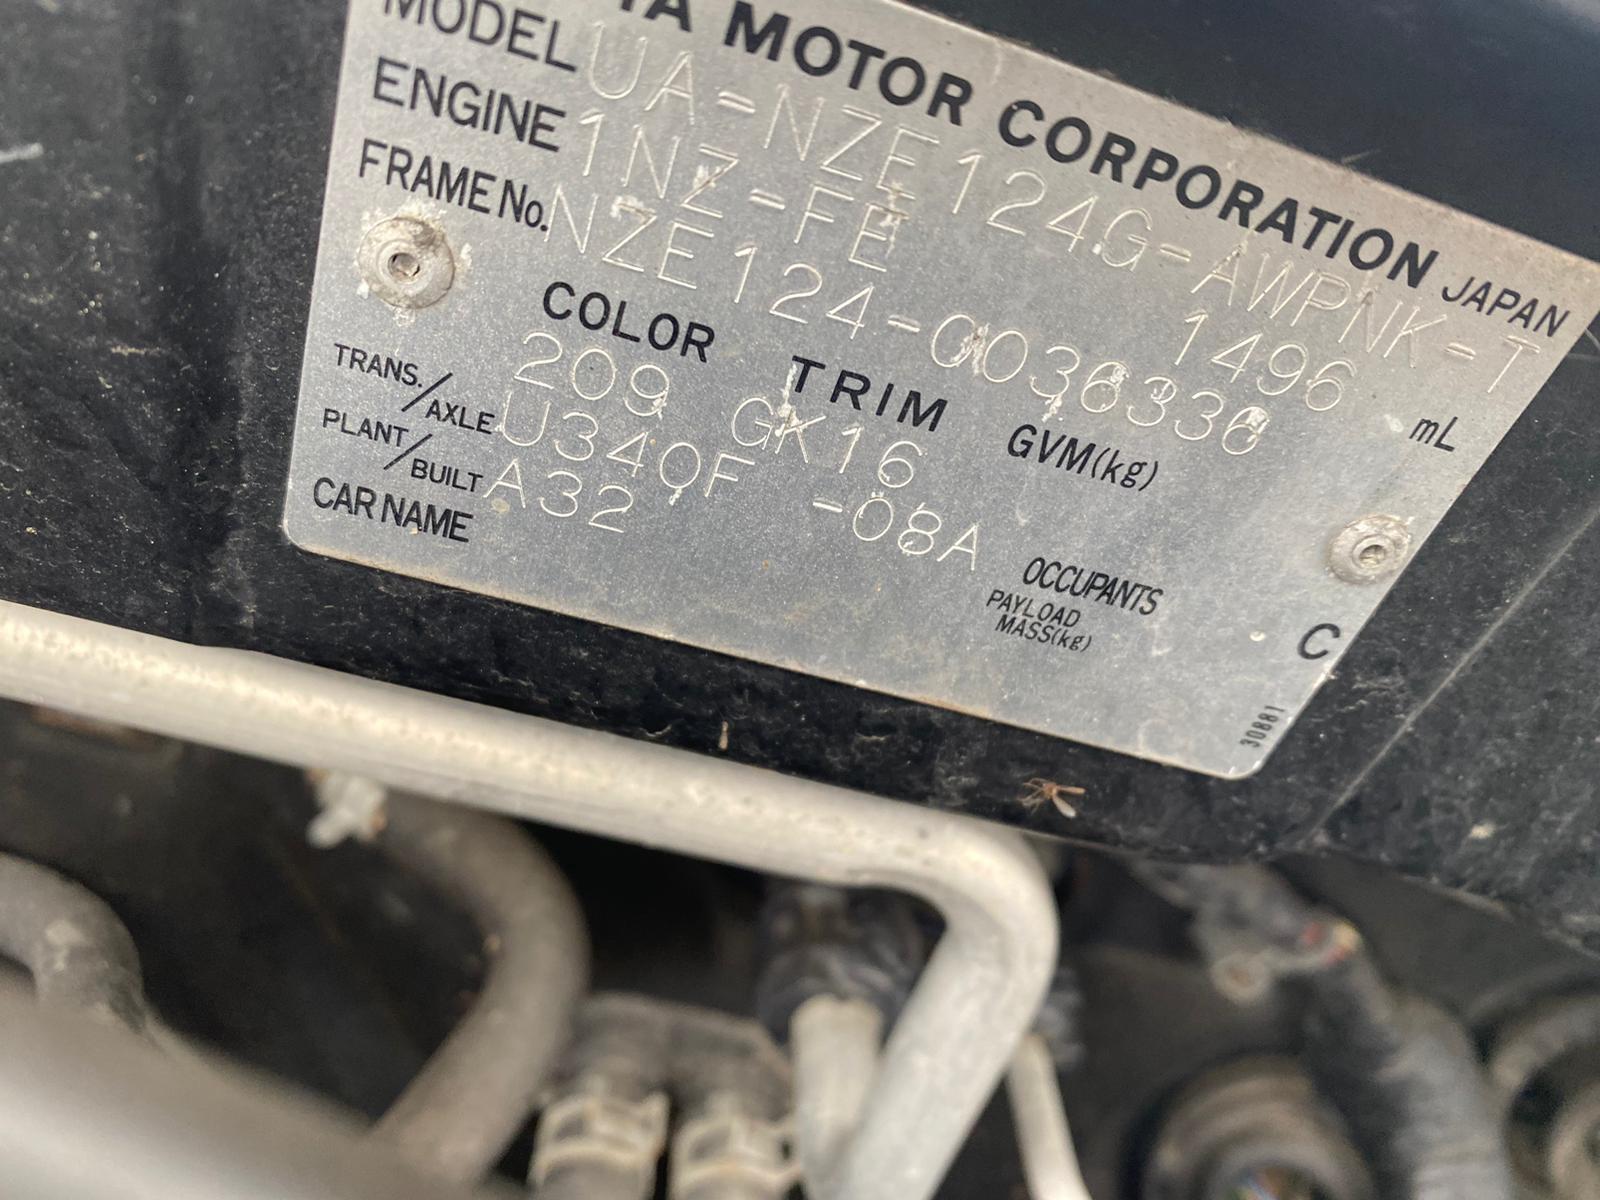 TA MOTOR CORPORATION JAPAN
MODEL UA-NZE124G-AWPNK-T
ENGINE 1NZ-FE 1496 mL
FRAME No. NZE124-0036336
COLOR TRIM GVM(kg)
209 GK16
TRANS./AXLE U340F -08A
PLANT/BUILT A32
CAR NAME
OCCUPANTS
PAYLOAD
MASS(kg)
C
30881